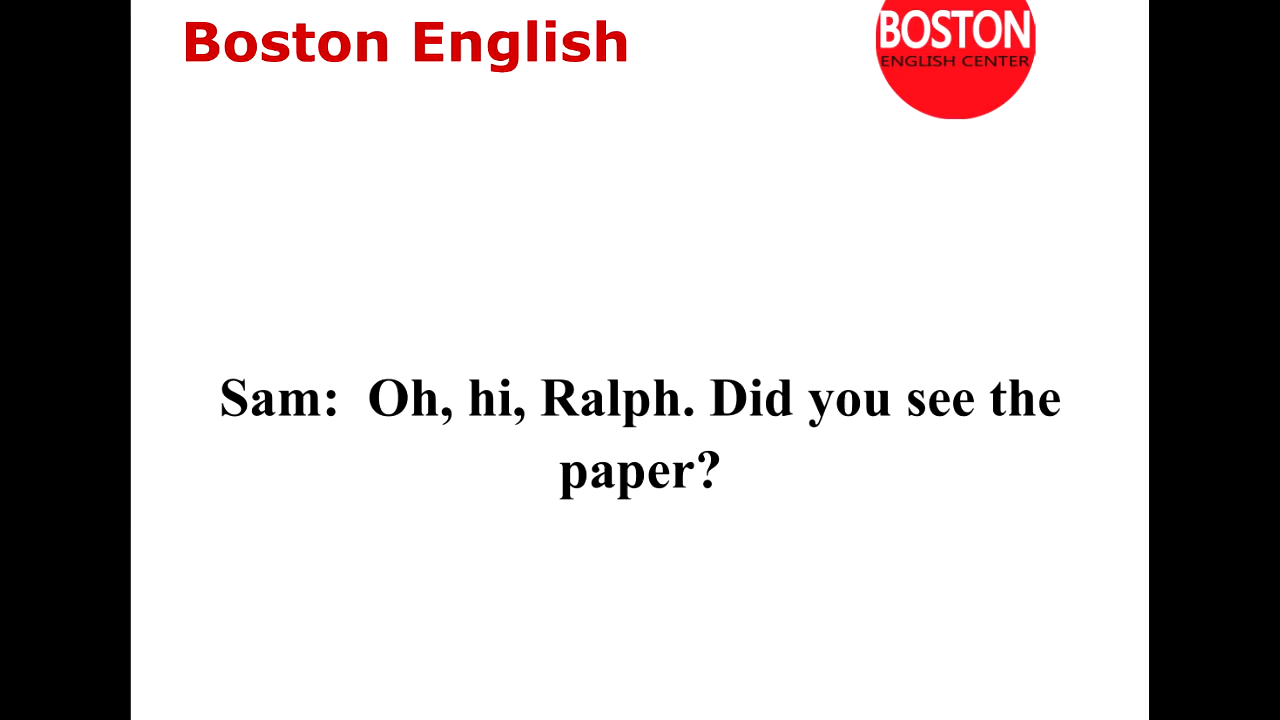 Boston English
BOSTON
ENGLISH CENTER
Sam:  Oh, hi, Ralph. Did you see the
paper?